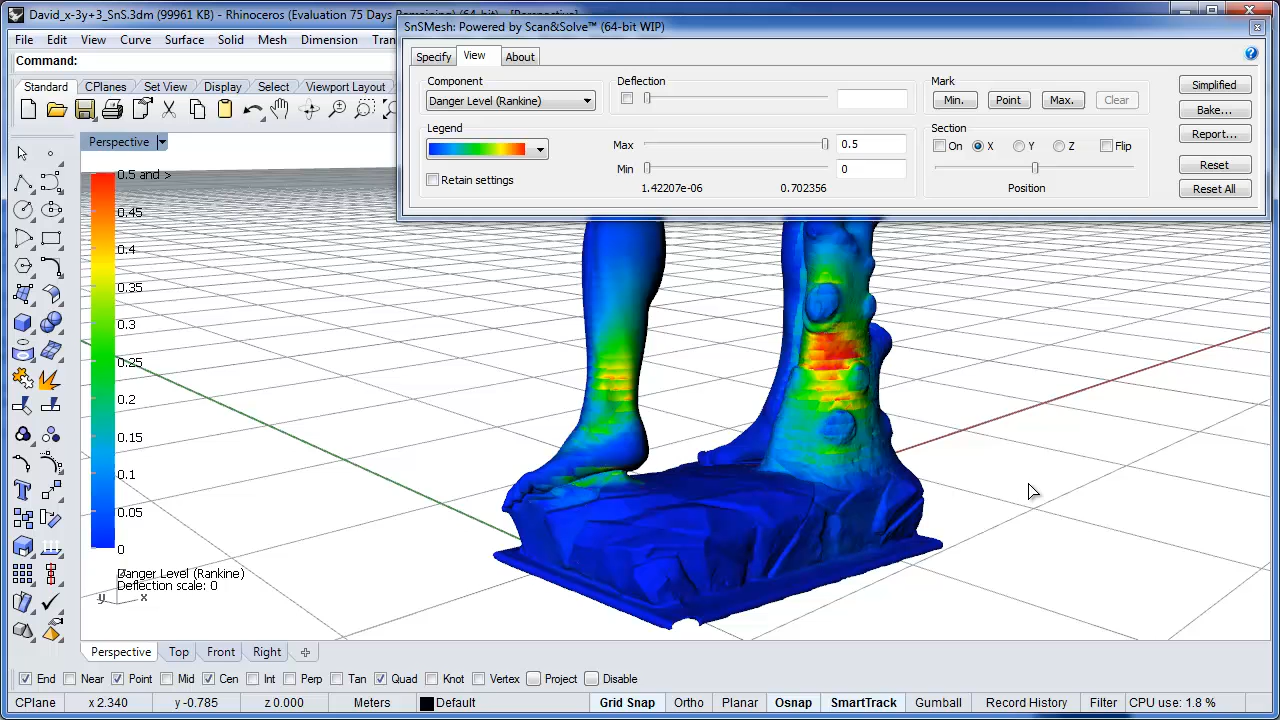 David_x-3y+3_SnS.3dm (99961 KB) - Rhinoceros (Evaluation 75 Days Remaining) (64-bit) - [Perspective]
File Edit View Curve Surface Solid Mesh Dimension Tran
Command:
Standard CPlanes Set View Display Select Viewport Layout
SnSMesh: Powered by Scan&Solve™ (64-bit WIP)
Specify View About
Component
Danger Level (Rankine)
Legend
Retain settings
Deflection
Max 0.5
Min 0
1.42207e-06 0.702356
Mark
Min. Point Max. Clear
Section
On X Y Z Flip
Position
Simplified
Bake...
Report...
Reset
Reset All
Perspective
0.5 and >
0.45
0.4
0.35
0.3
0.25
0.2
0.15
0.1
0.05
0
Danger Level (Rankine)
Deflection scale: 0
z
y x
Perspective Top Front Right
End Near Point Mid Cen Int Perp Tan Quad Knot Vertex Project Disable
CPlane x 2.340 y -0.785 z 0.000 Meters Default Grid Snap Ortho Planar Osnap SmartTrack Gumball Record History Filter CPU use: 1.8 %